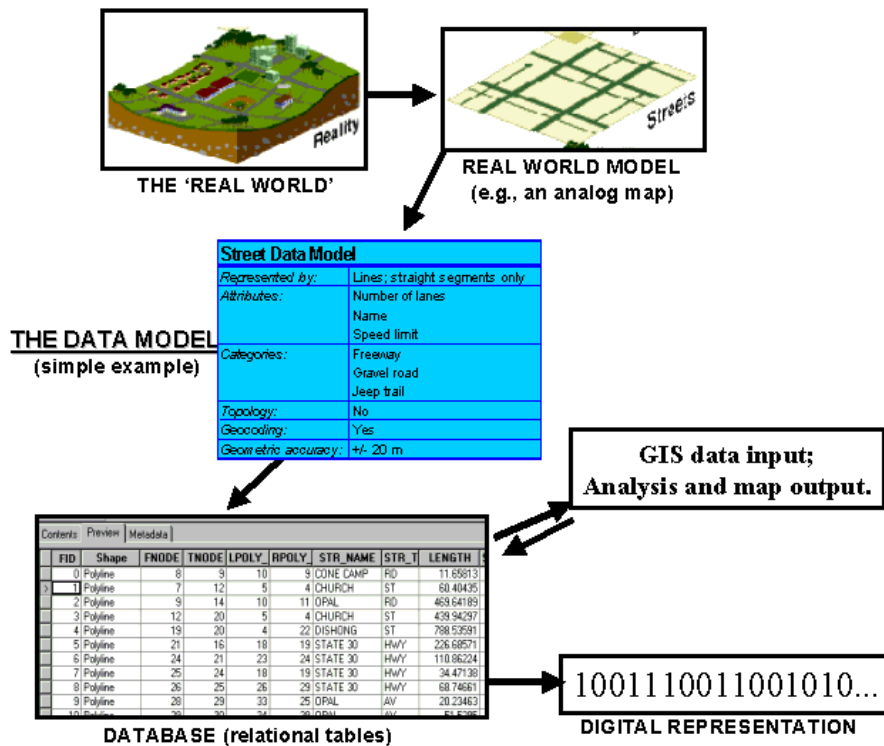 Reality
Streets
THE ‘REAL WORLD’
REAL WORLD MODEL
(e.g., an analog map)
Street Data Model
Represented by: Lines; straight segments only
Attributes: Number of lanes
Name
Speed limit
Categories: Freeway
Gravel road
Jeep trail
Topology: No
Geocoding: Yes
Geometric accuracy: +/- 20 m
THE DATA MODEL
(simple example)
GIS data input;
Analysis and map output.
Contents Preview Metadata
FID Shape FNODE TNODE LPOLY_ RPOLY_ STR_NAME STR_T LENGTH
0 Polyline 8 9 10 9 CONE CAMP RD 11.65813
1 Polyline 7 12 5 4 CHURCH ST 60.40435
2 Polyline 9 14 10 11 OPAL RD 469.64189
3 Polyline 12 20 5 4 CHURCH ST 439.94297
4 Polyline 19 20 4 22 DISHONG ST 788.53591
5 Polyline 21 16 18 19 STATE 30 HWY 226.68571
6 Polyline 24 21 23 24 STATE 30 HWY 110.86224
7 Polyline 25 24 18 19 STATE 30 HWY 34.47138
8 Polyline 26 25 26 29 STATE 30 HWY 68.74661
9 Polyline 28 29 33 25 OPAL AV 20.23463
DATABASE (relational tables)
1001110011001010...
DIGITAL REPRESENTATION